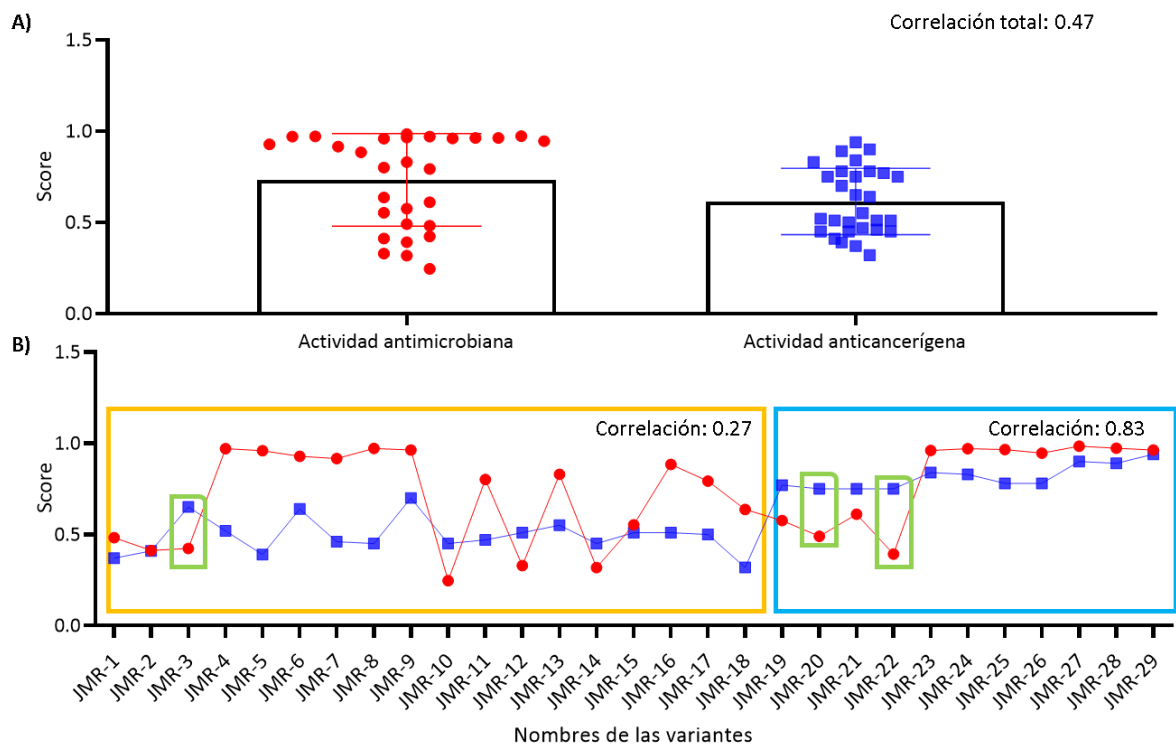 A)
Correlación total: 0.47
1.5
1.0
0.5
0.0
Score
Actividad antimicrobiana
Actividad anticancerígena
B)
1.5
1.0
0.5
0.0
Score
Correlación: 0.27
Correlación: 0.83
JMR-1
JMR-2
JMR-3
JMR-4
JMR-5
JMR-6
JMR-7
JMR-8
JMR-9
JMR-10
JMR-11
JMR-12
JMR-13
JMR-14
JMR-15
JMR-16
JMR-17
JMR-18
JMR-19
JMR-20
JMR-21
JMR-22
JMR-23
JMR-24
JMR-25
JMR-26
JMR-27
JMR-28
JMR-29
Nombres de las variantes